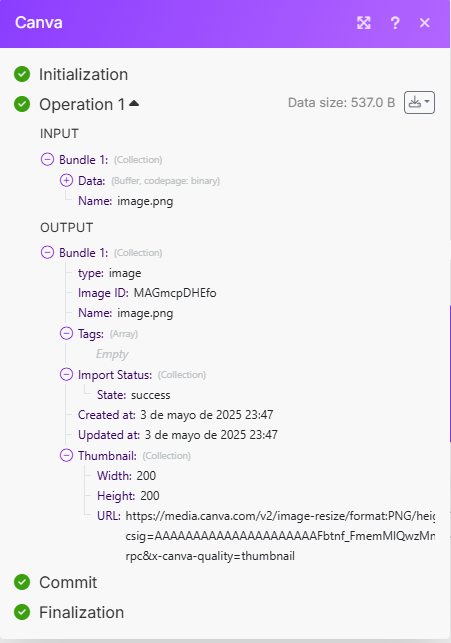 Canva
Initialization
Operation 1 Data size: 537.0 B
INPUT
Bundle 1: (Collection)
Data: (Buffer, codepage: binary)
Name: image.png
OUTPUT
Bundle 1: (Collection)
type: image
Image ID: MAGmcpDHEfo
Name: image.png
Tags: (Array)
Empty
Import Status: (Collection)
State: success
Created at: 3 de mayo de 2025 23:47
Updated at: 3 de mayo de 2025 23:47
Thumbnail: (Collection)
Width: 200
Height: 200
URL: https://media.canva.com/v2/image-resize/format:PNG/heig
csig=AAAAAAAAAAAAAAAAAAAAAFbtnf_FmemMlQwzMn
rpc&x-canva-quality=thumbnail
Commit
Finalization